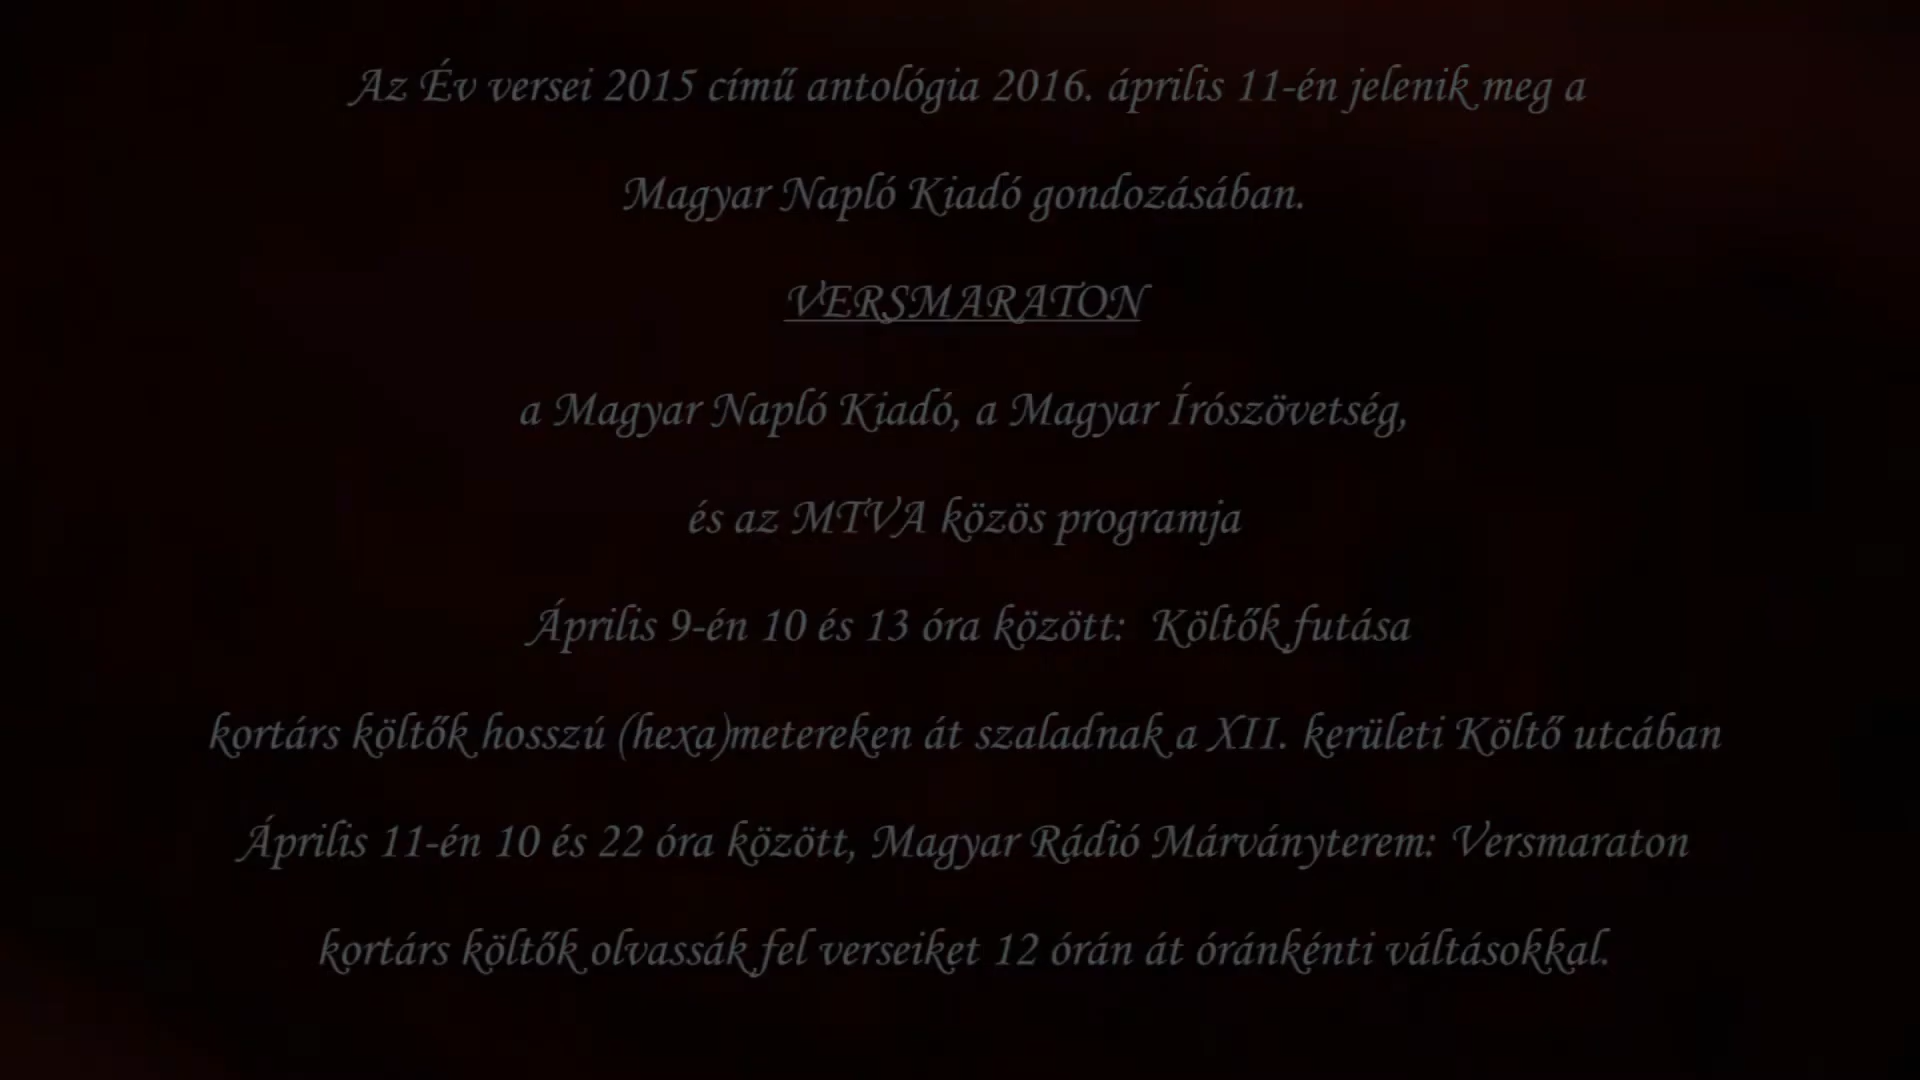 Az Év versei 2015 című antológia 2016. április 11-én jelenik meg a
Magyar Napló Kiadó gondozásában.
VERSMARATON
a Magyar Napló Kiadó, a Magyar Írószövetség,
és az MTVA közös programja
Április 9-én 10 és 13 óra között:  Költők futása
kortárs költők hosszú (hexa)metereken át szaladnak a XII. kerületi Költő utcában
Április 11-én 10 és 22 óra között, Magyar Rádió Márványterem: Versmaraton
kortárs költők olvassák fel verseiket 12 órán át óránkénti váltásokkal.